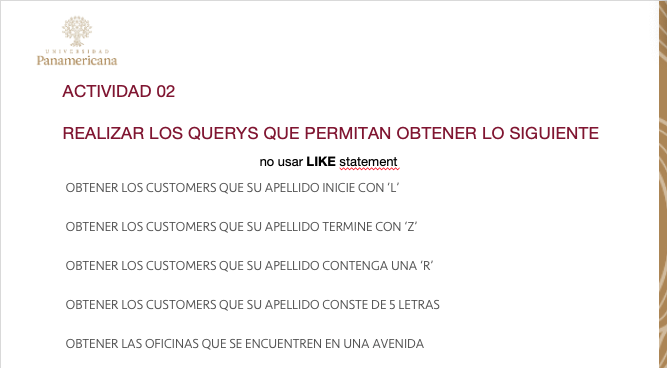 UNIVERSIDAD
Panamericana
ACTIVIDAD 02
REALIZAR LOS QUERYS QUE PERMITAN OBTENER LO SIGUIENTE
no usar LIKE statement
OBTENER LOS CUSTOMERS QUE SU APELLIDO INICIE CON ‘L’
OBTENER LOS CUSTOMERS QUE SU APELLIDO TERMINE CON ‘Z’
OBTENER LOS CUSTOMERS QUE SU APELLIDO CONTENGA UNA ‘R’
OBTENER LOS CUSTOMERS QUE SU APELLIDO CONSTE DE 5 LETRAS
OBTENER LAS OFICINAS QUE SE ENCUENTREN EN UNA AVENIDA